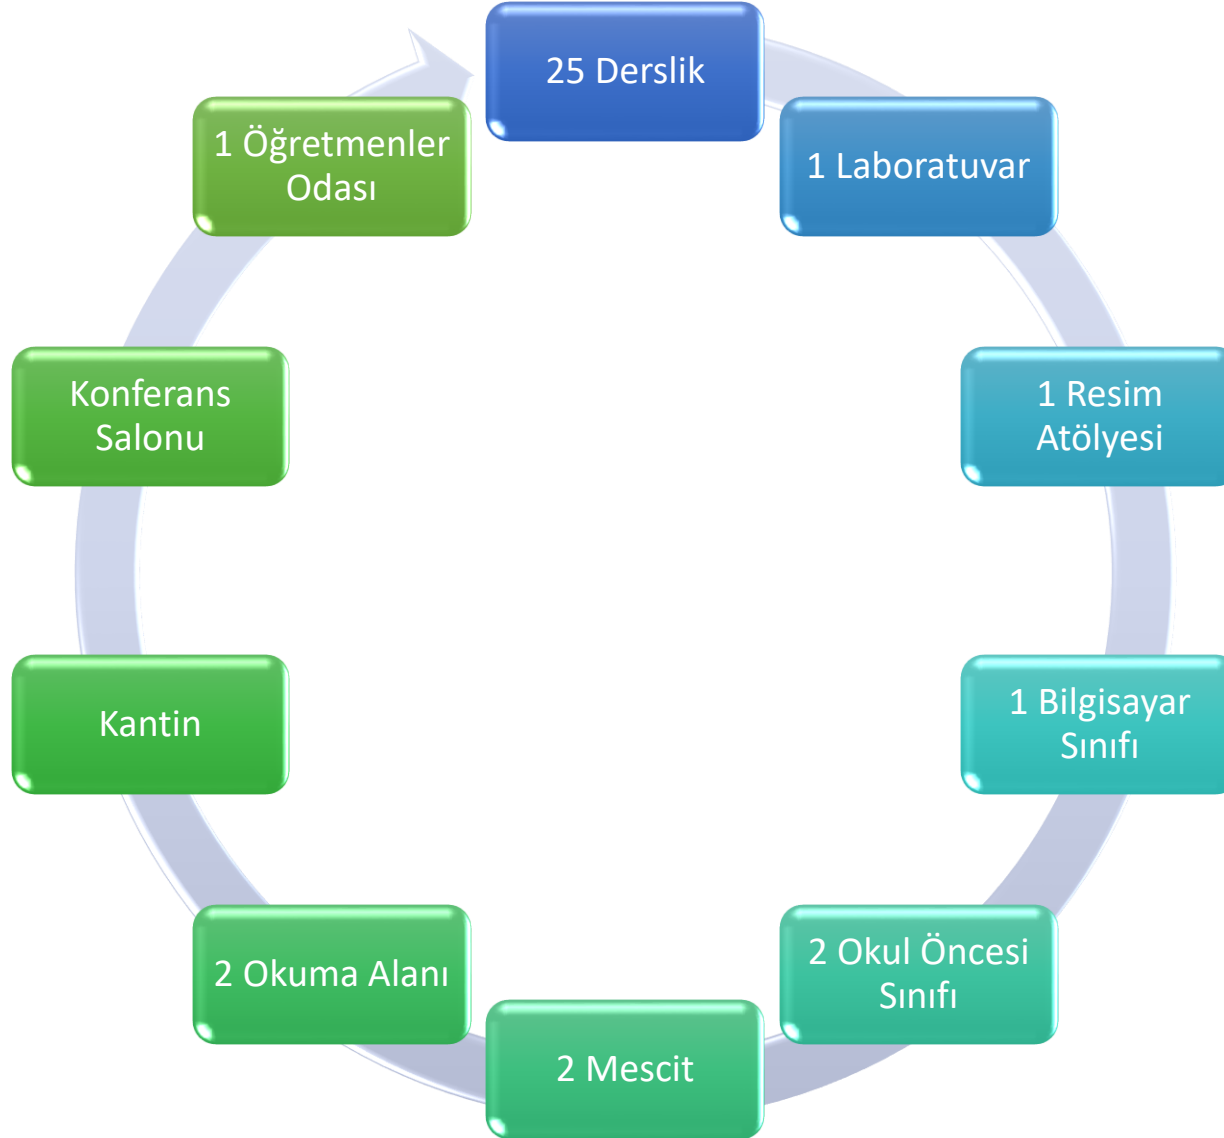 25 Derslik
1 Laboratuvar
1 Resim
Atölyesi
1 Bilgisayar
Sınıfı
2 Okul Öncesi
Sınıfı
2 Mescit
2 Okuma Alanı
Kantin
Konferans
Salonu
1 Öğretmenler
Odası